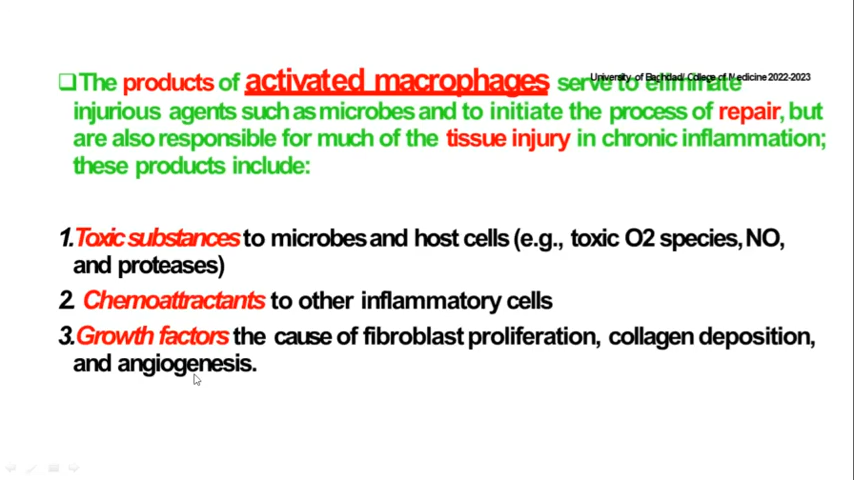 University of Baghdad/ College of Medicine 2022-2023
❑The products of activated macrophages serve to eliminate
injurious agents such as microbes and to initiate the process of repair, but
are also responsible for much of the tissue injury in chronic inflammation;
these products include:
1.Toxic substances to microbes and host cells (e.g., toxic O2 species, NO,
and proteases)
2. Chemoattractants to other inflammatory cells
3.Growth factors the cause of fibroblast proliferation, collagen deposition,
and angiogenesis.